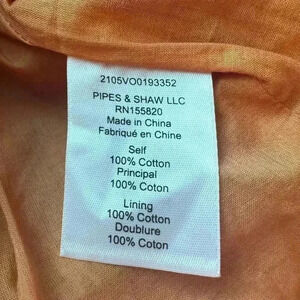 2105VO0193352
PIPES & SHAW LLC
RN155820
Made in China
Fabriqué en Chine
Self
100% Cotton
Principal
100% Coton
Lining
100% Cotton
Doublure
100% Coton